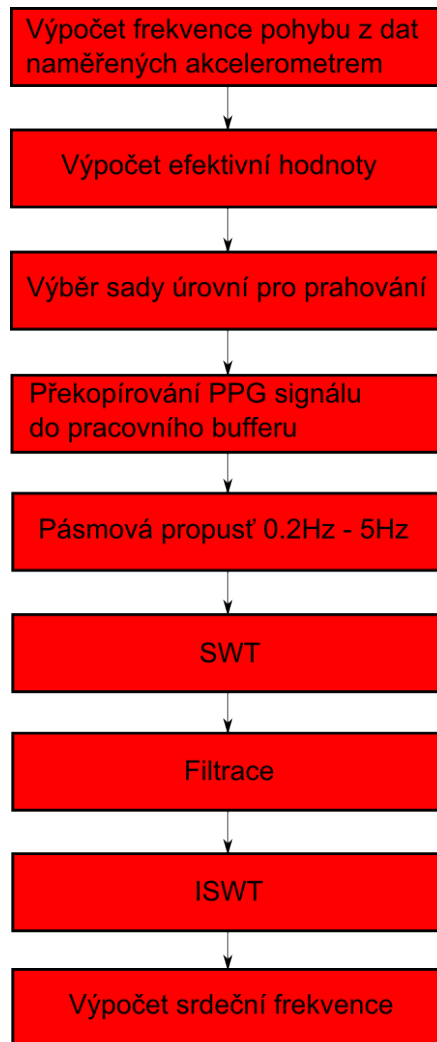 Výpočet frekvence pohybu z dat
naměřených akcelerometrem
Výpočet efektivní hodnoty
Výběr sady úrovní pro prahování
Překopírování PPG signálu
do pracovního bufferu
Pásmová propusť 0.2Hz - 5Hz
SWT
Filtrace
ISWT
Výpočet srdeční frekvence